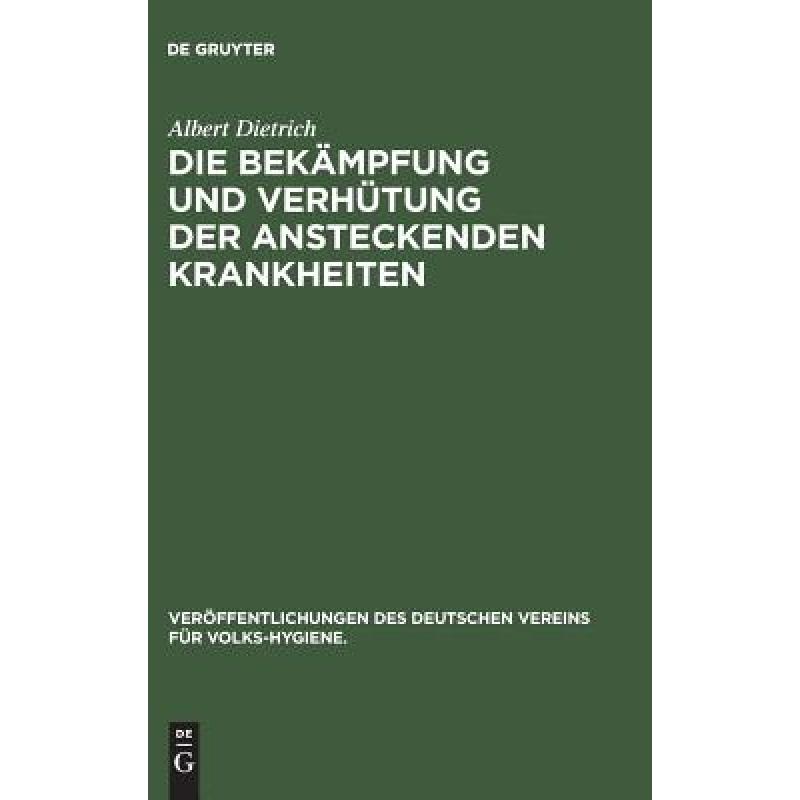 DE GRUYTER
Albert Dietrich
DIE BEKÄMPFUNG
UND VERHÜTUNG
DER ANSTECKENDEN
KRANKHEITEN
VERÖFFENTLICHUNGEN DES DEUTSCHEN VEREINS
FÜR VOLKS-HYGIENE.
DE
G